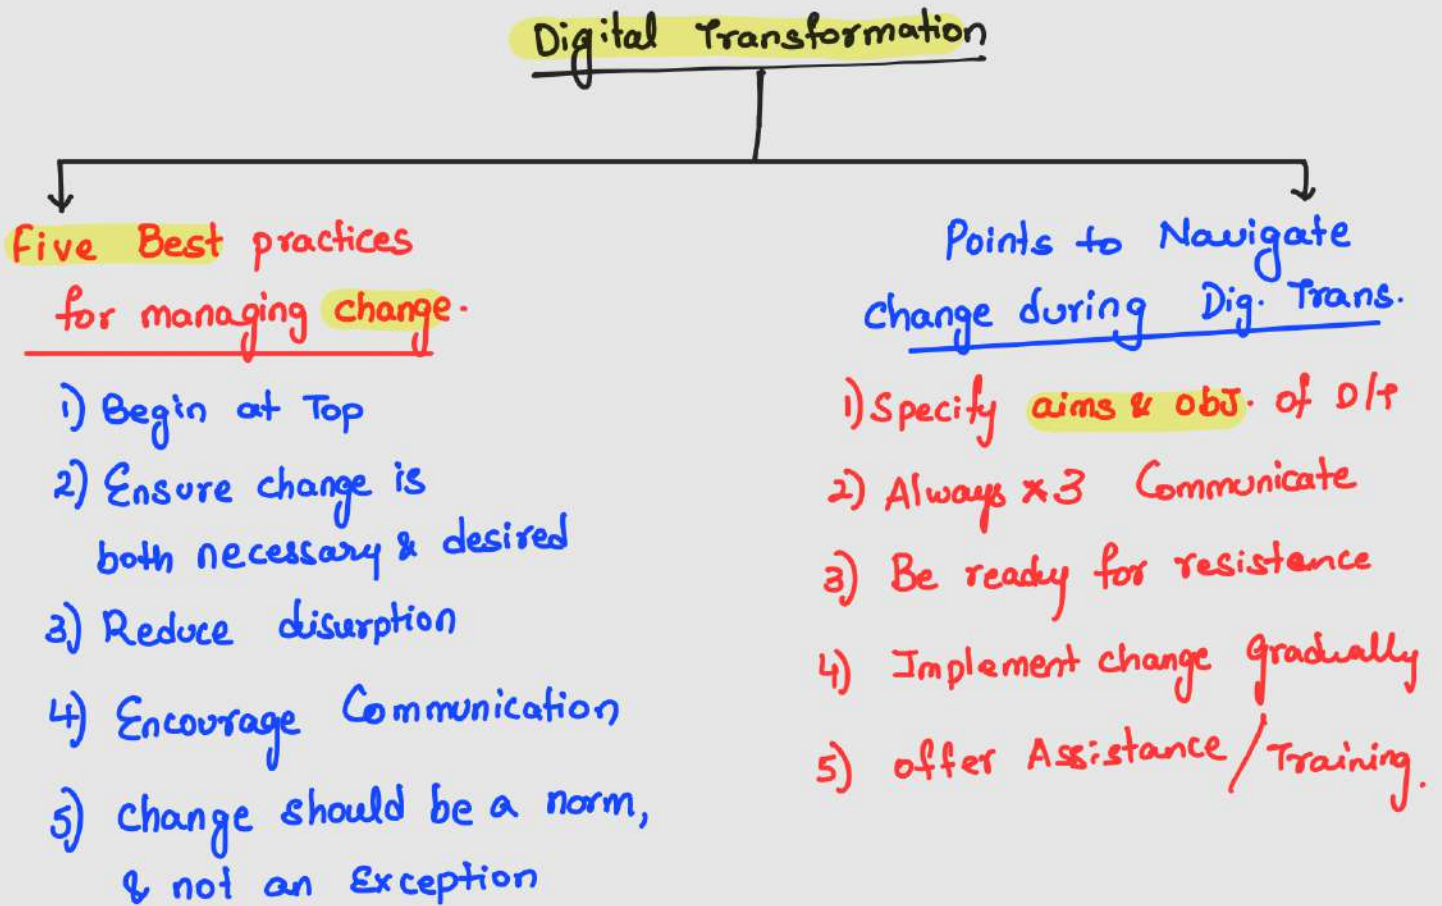 Digital Transformation
Five Best practices
for managing change.
1) Begin at Top
2) Ensure change is
both necessary & desired
3) Reduce disurption
4) Encourage Communication
5) change should be a norm,
& not an Exception
Points to Navigate
change during Dig. Trans.
1) Specify aims & obJ. of D/T
2) Always x3 Communicate
3) Be ready for resistence
4) Implement change gradually
5) offer Assistance / Training.